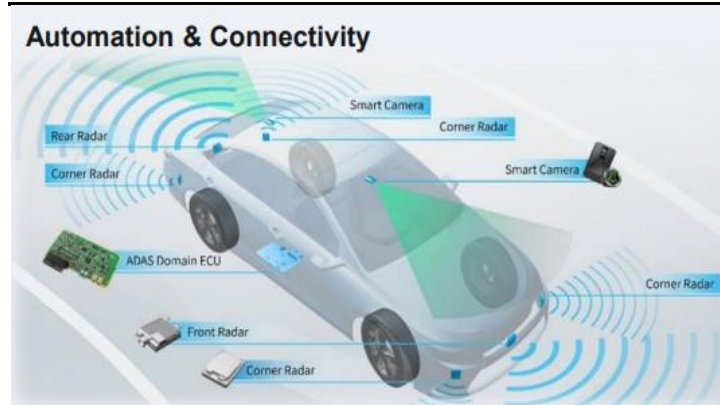 Automation & Connectivity
Smart Camera
Corner Radar
Rear Radar
Corner Radar
Smart Camera
ADAS Domain ECU
Corner Radar
Front Radar
Corner Radar